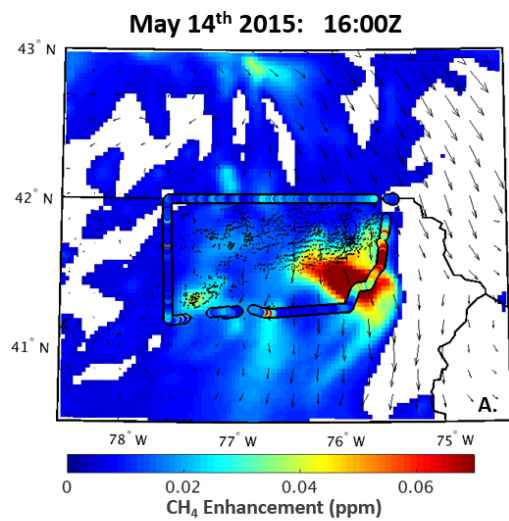 May 14th 2015: 16:00Z
43° N
42° N
41° N
A.
78° W
77° W
76° W
75° W
0
0.02
0.04
0.06
CH4 Enhancement (ppm)